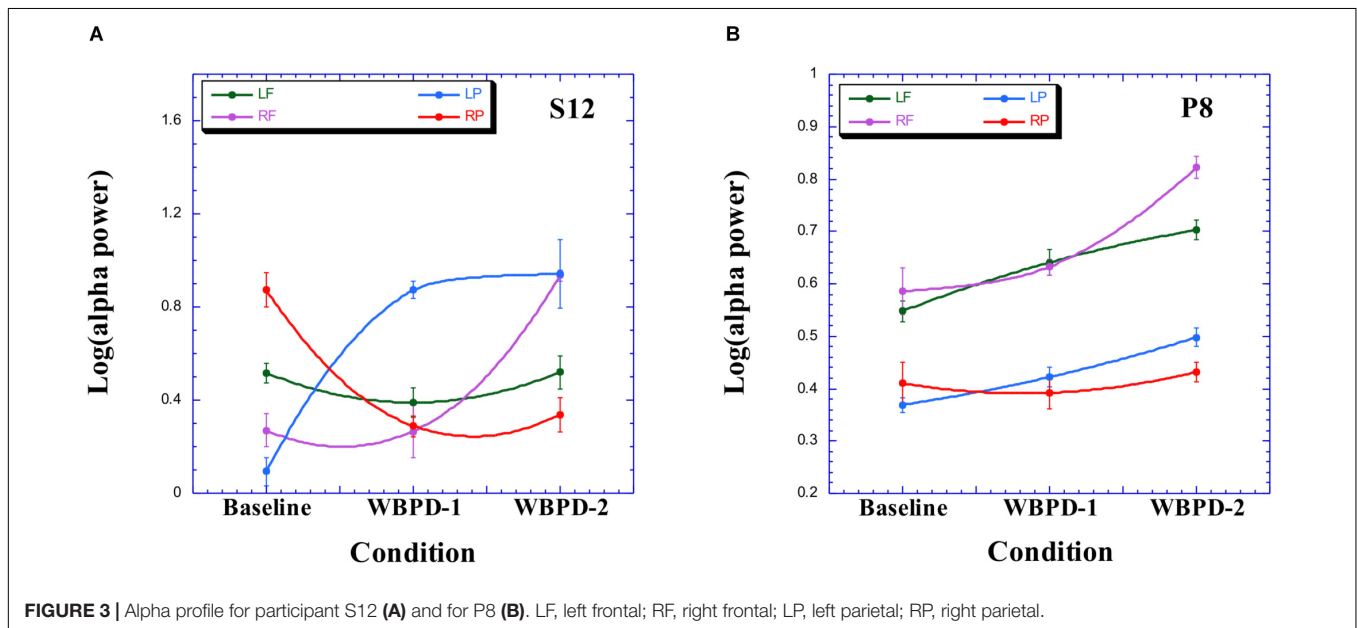 A
LF
LP
RF
RP
S12
1.6
1.2
0.8
0.4
0
Log(alpha power)
Baseline
WBPD-1
WBPD-2
Condition
B
LF
LP
RF
RP
P8
1
0.9
0.8
0.7
0.6
0.5
0.4
0.3
0.2
Log(alpha power)
Baseline
WBPD-1
WBPD-2
Condition
FIGURE 3 | Alpha profile for participant S12 (A) and for P8 (B). LF, left frontal; RF, right frontal; LP, left parietal; RP, right parietal.